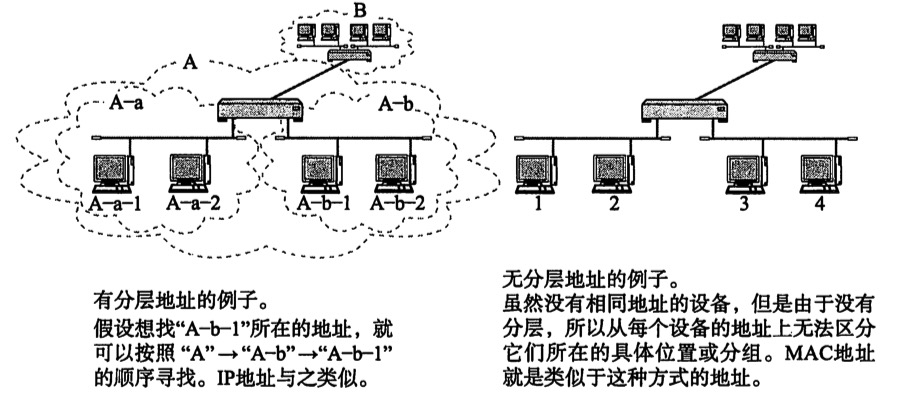 B
A
A-a
A-b
A-a-1 A-a-2 A-b-1 A-b-2
1 2 3 4
有分层地址的例子。
假设想找“A-b-1”所在的地址，就
可以按照 “A”→“A-b”→“A-b-1”
的顺序寻找。IP地址与之类似。
无分层地址的例子。
虽然没有相同地址的设备，但是由于没有
分层，所以从每个设备的地址上无法区分
它们所在的具体位置或分组。MAC地址
就是类似于这种方式的地址。